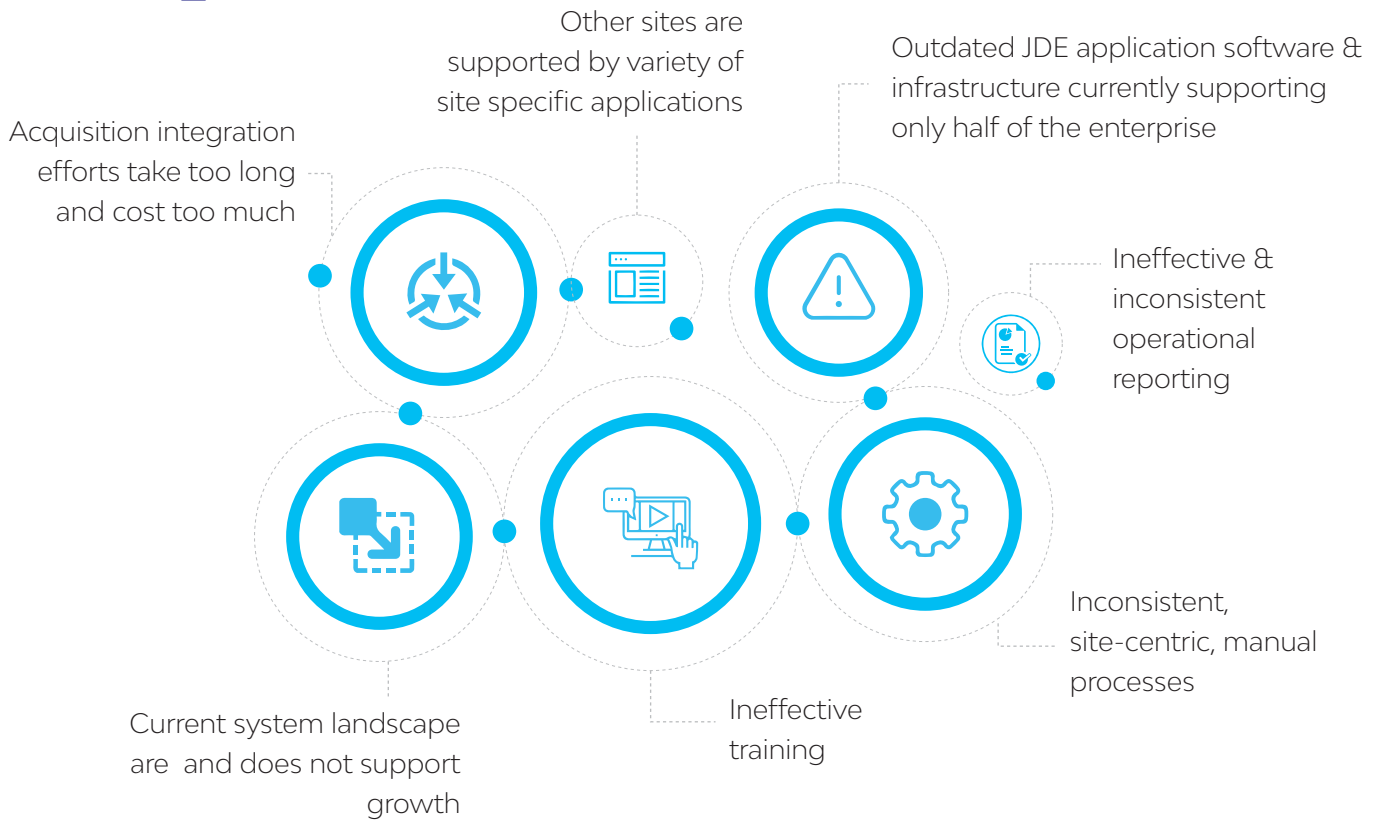 Other sites are
supported by variety of
site specific applications
Outdated JDE application software &
infrastructure currently supporting
only half of the enterprise
Acquisition integration
efforts take too long
and cost too much
Ineffective &
inconsistent
operational
reporting
Inconsistent,
site-centric, manual
processes
Ineffective
training
Current system landscape
are  and does not support
growth